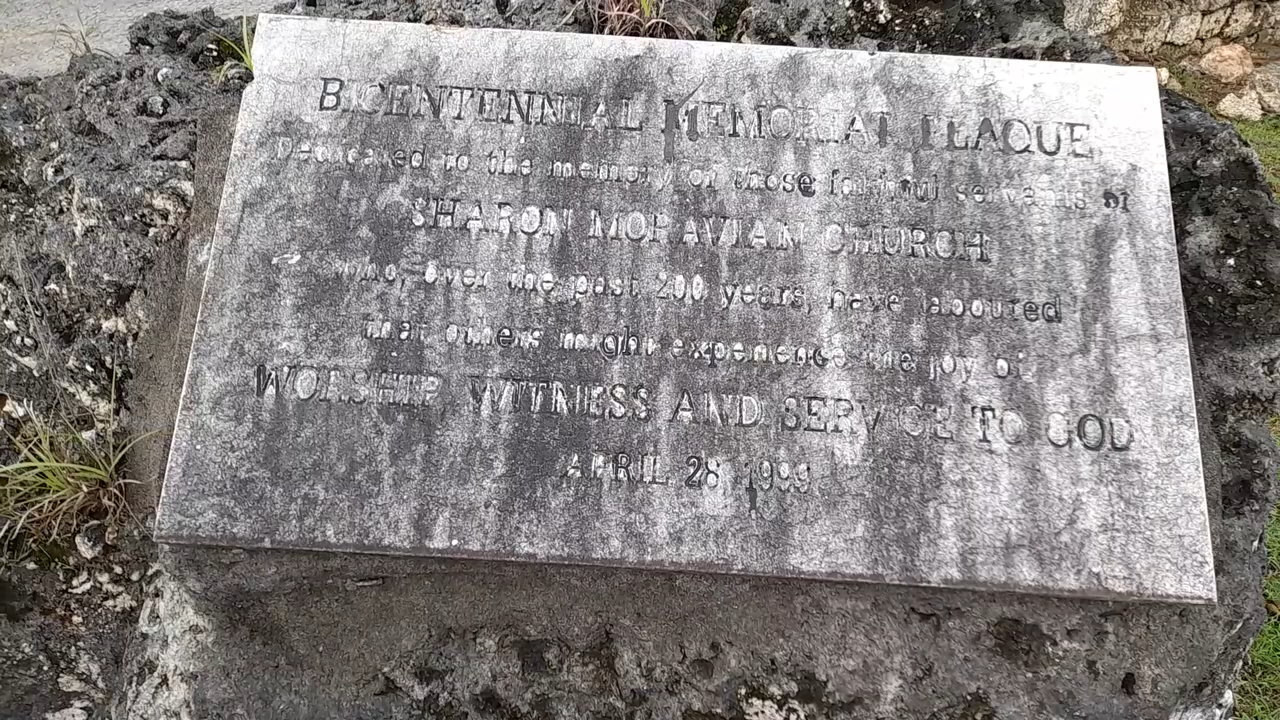 BICENTENNIAL MEMORIAL PLAQUE
Dedicated to the memory of those faithful servants of
SHARON MORAVIAN CHURCH
who, over the past 200 years, have laboured
that others might experience the joy of
WORSHIP WITNESS AND SERVICE TO GOD
APRIL 28 1999